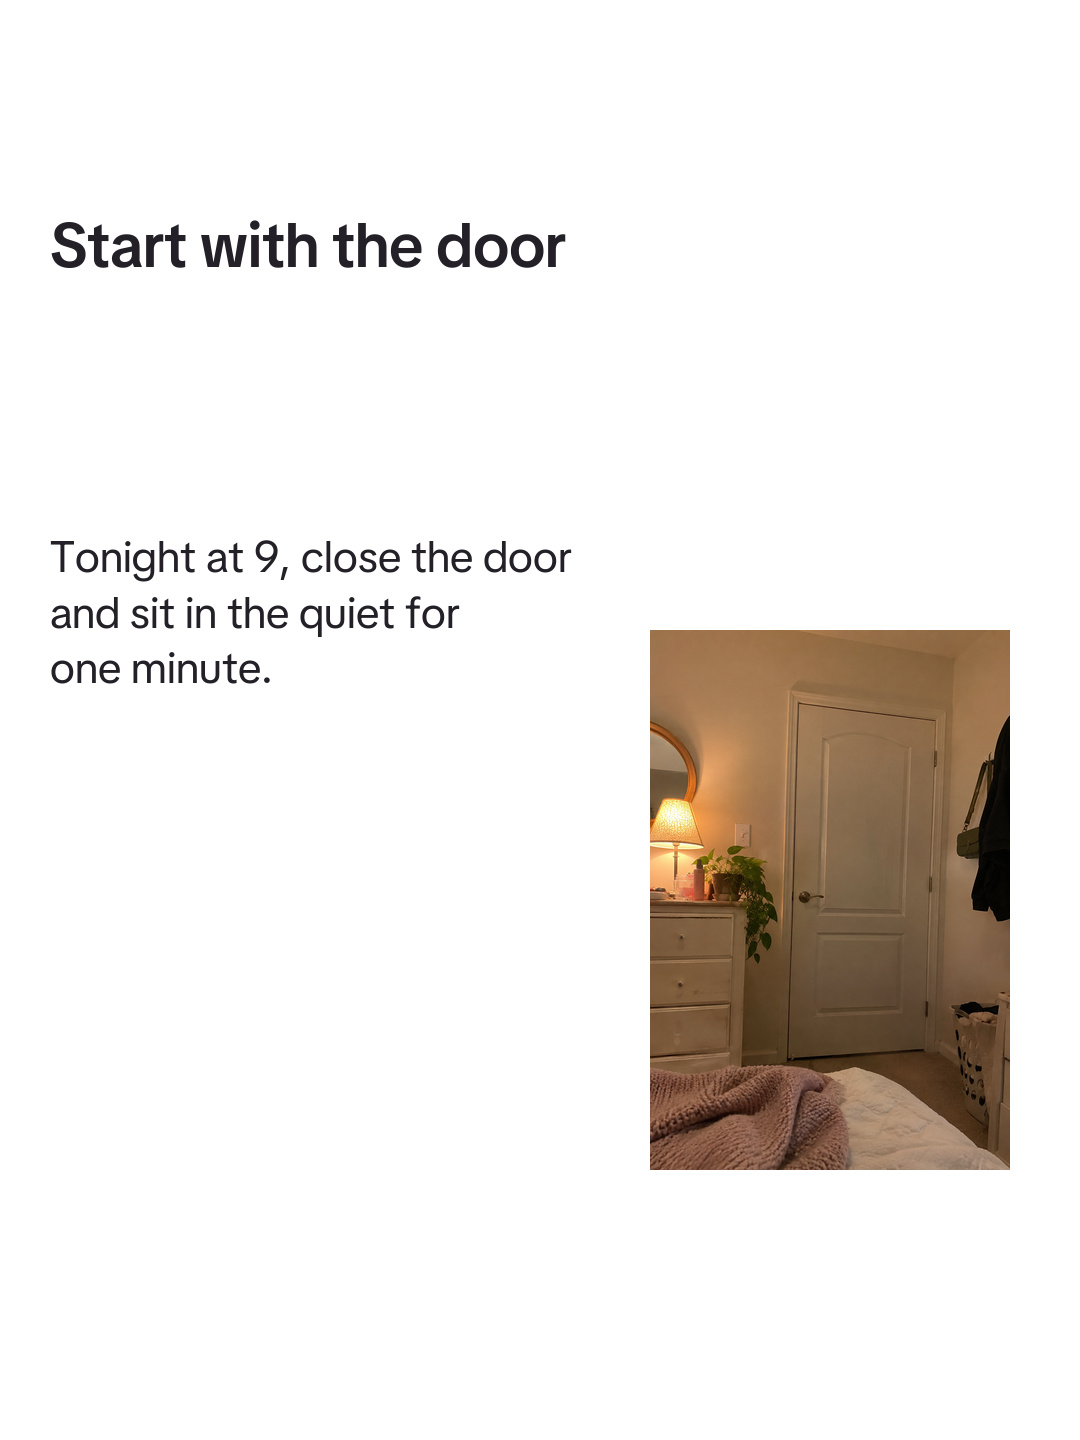 Start with the door
Tonight at 9, close the door
and sit in the quiet for
one minute.